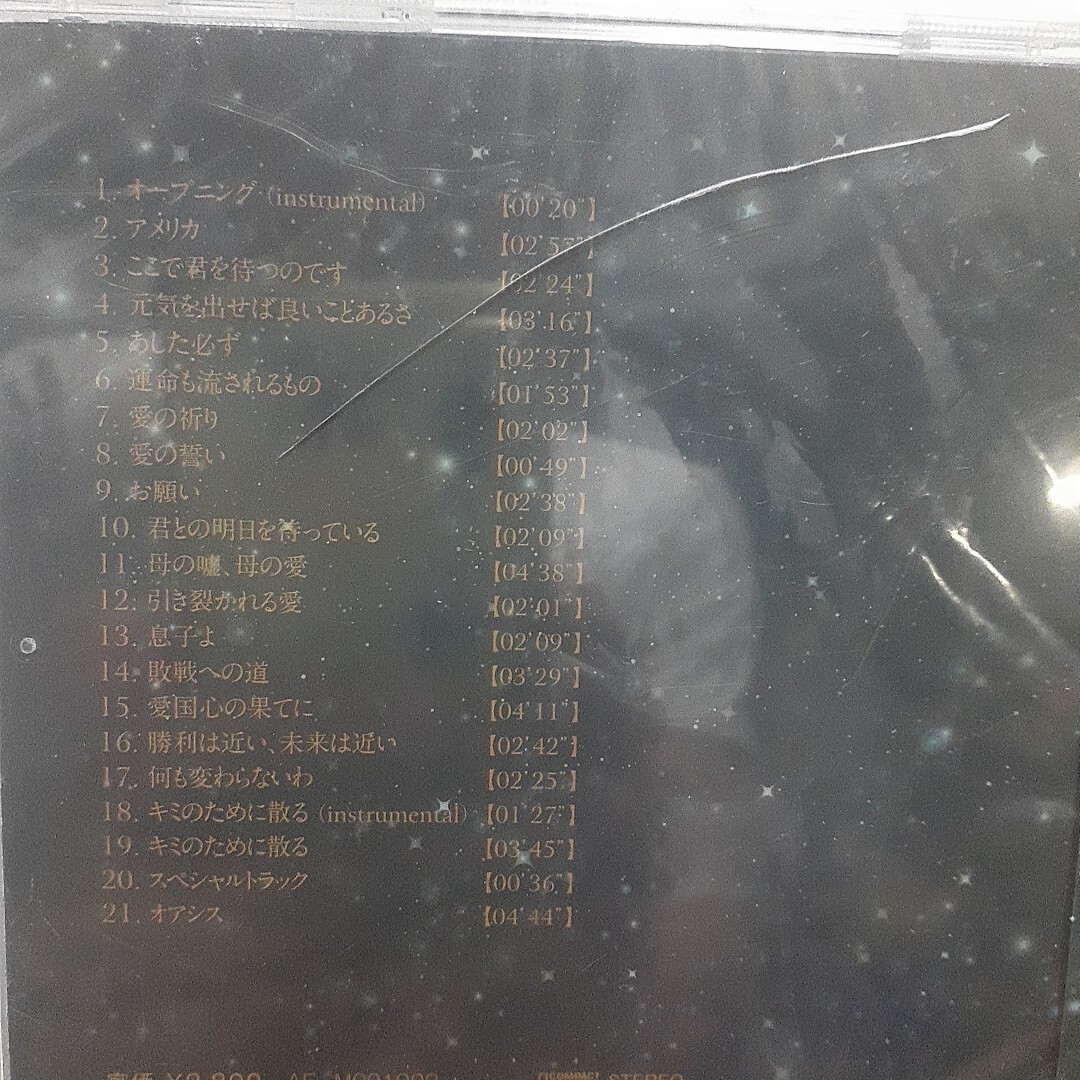 1. オープニング (instrumental) 【00'20"】
2. アメリカ 【02'57"】
3. ここで君を待つのです 【02'24"】
4. 元気を出せば良いことあるさ 【03'16"】
5. あした必ず 【02'37"】
6. 運命も流されるもの 【01'53"】
7. 愛の祈り 【02'02"】
8. 愛の誓い 【00'49"】
9. お願い 【02'38"】
10. 君との明日を待っている 【02'09"】
11. 母の嘘、母の愛 【04'38"】
12. 引き裂かれる愛 【02'01"】
13. 息子よ 【02'09"】
14. 敗戦への道 【03'29"】
15. 愛国心の果てに 【04'11"】
16. 勝利は近い、未来は近い 【02'42"】
17. 何も変わらないわ 【02'25"】
18. キミのために散る (instrumental) 【01'27"】
19. キミのために散る 【03'45"】
20. スペシャルトラック 【00'36"】
21. オアシス 【04'44"】
定価 COMPACT STEREO